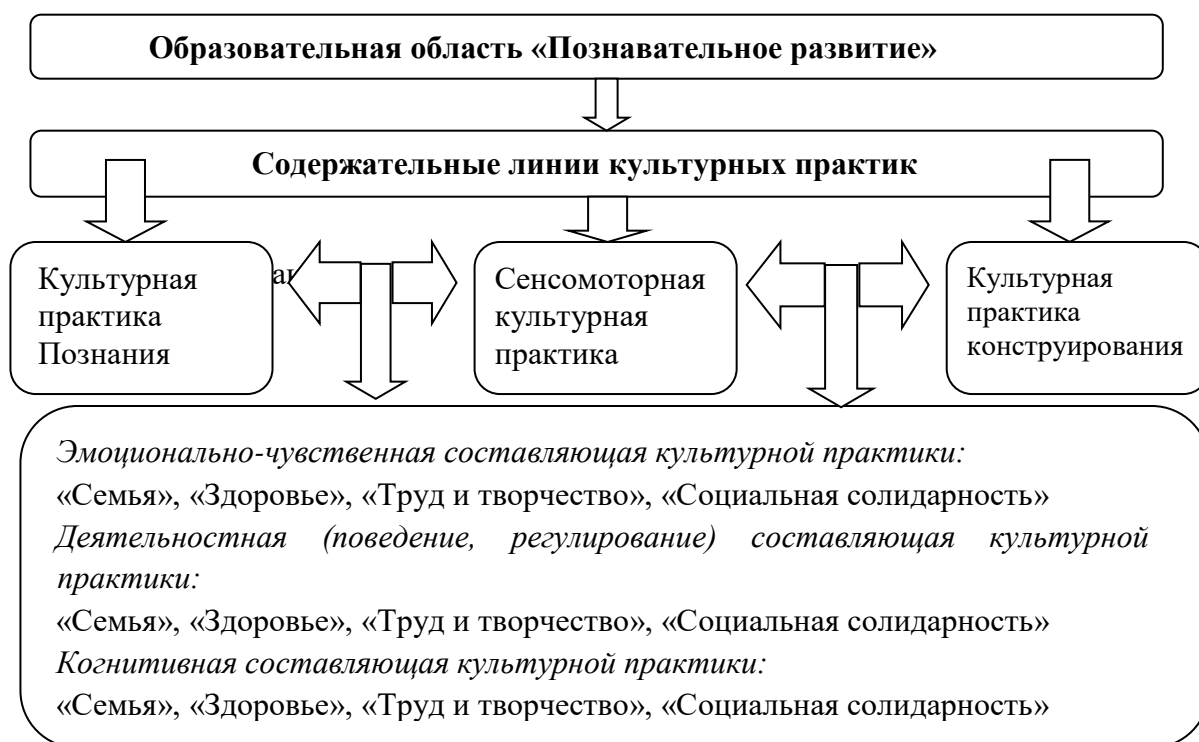 Образовательная область «Познавательное развитие»
Содержательные линии культурных практик
Культурная
практика
Познания
Сенсомоторная
культурная
практика
Культурная
практика
конструирования
Эмоционально-чувственная составляющая культурной практики:
«Семья», «Здоровье», «Труд и творчество», «Социальная солидарность»
Деятельностная (поведение, регулирование) составляющая культурной
практики:
«Семья», «Здоровье», «Труд и творчество», «Социальная солидарность»
Когнитивная составляющая культурной практики:
«Семья», «Здоровье», «Труд и творчество», «Социальная солидарность»